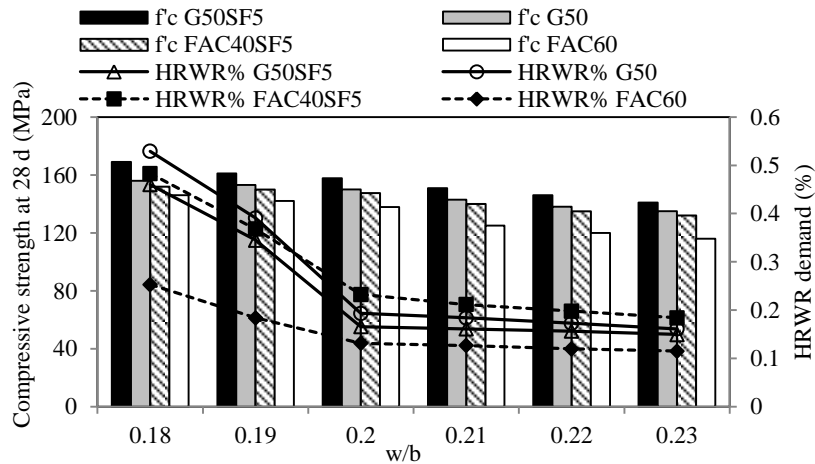 f'c G50SF5
f'c G50
f'c FAC40SF5
f'c FAC60
HRWR% G50SF5
HRWR% G50
HRWR% FAC40SF5
HRWR% FAC60
Compressive strength at 28 d (MPa)
200
160
120
80
40
0
0.6
0.5
0.4
0.3
0.2
0.1
0
HRWR demand (%)
0.18 0.19 0.2 0.21 0.22 0.23
w/b